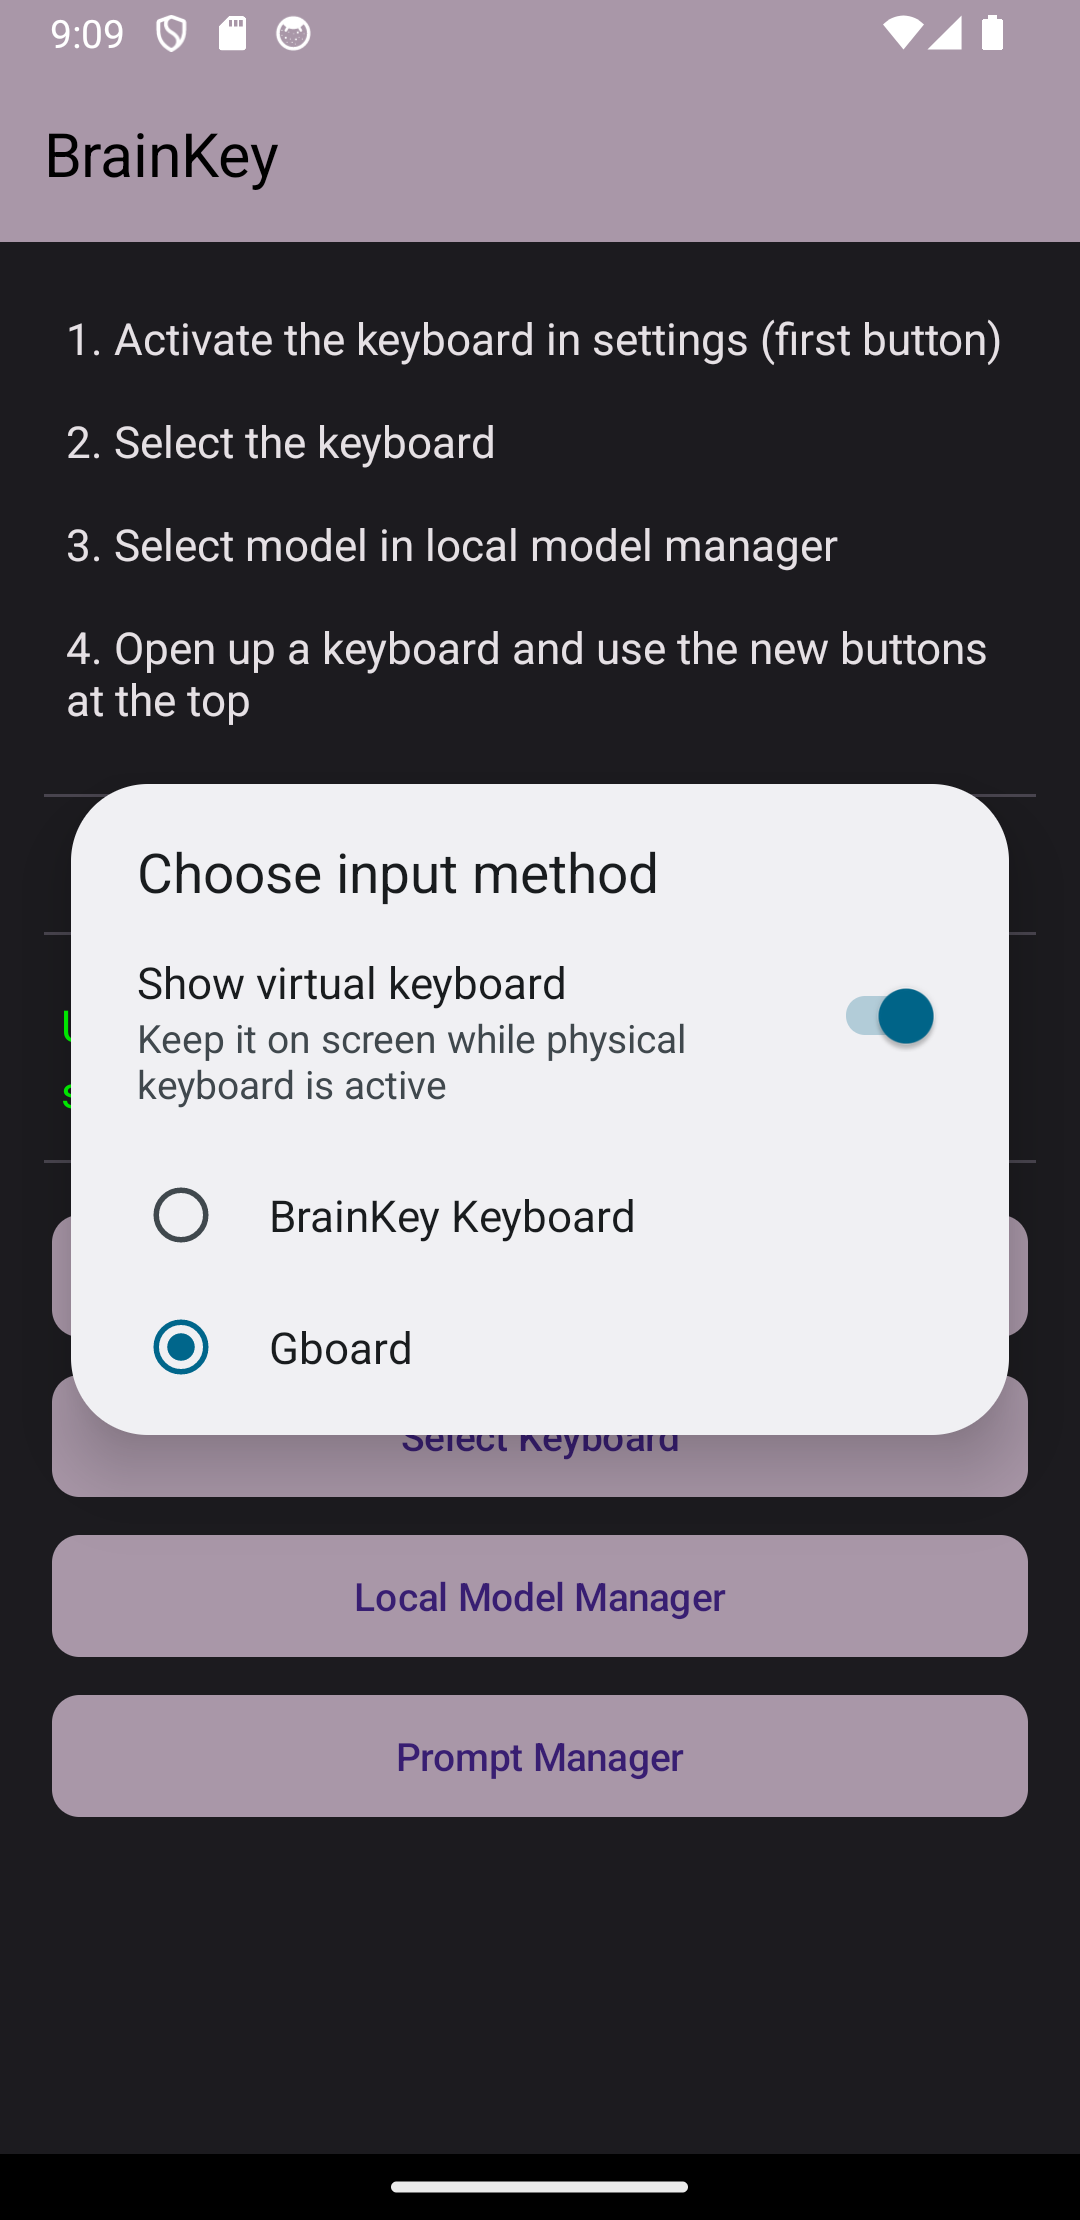 9:09
BrainKey
1. Activate the keyboard in settings (first button)
2. Select the keyboard
3. Select model in local model manager
4. Open up a keyboard and use the new buttons
at the top
Choose input method
Show virtual keyboard
Keep it on screen while physical
keyboard is active
BrainKey Keyboard
Gboard
Select Keyboard
Local Model Manager
Prompt Manager